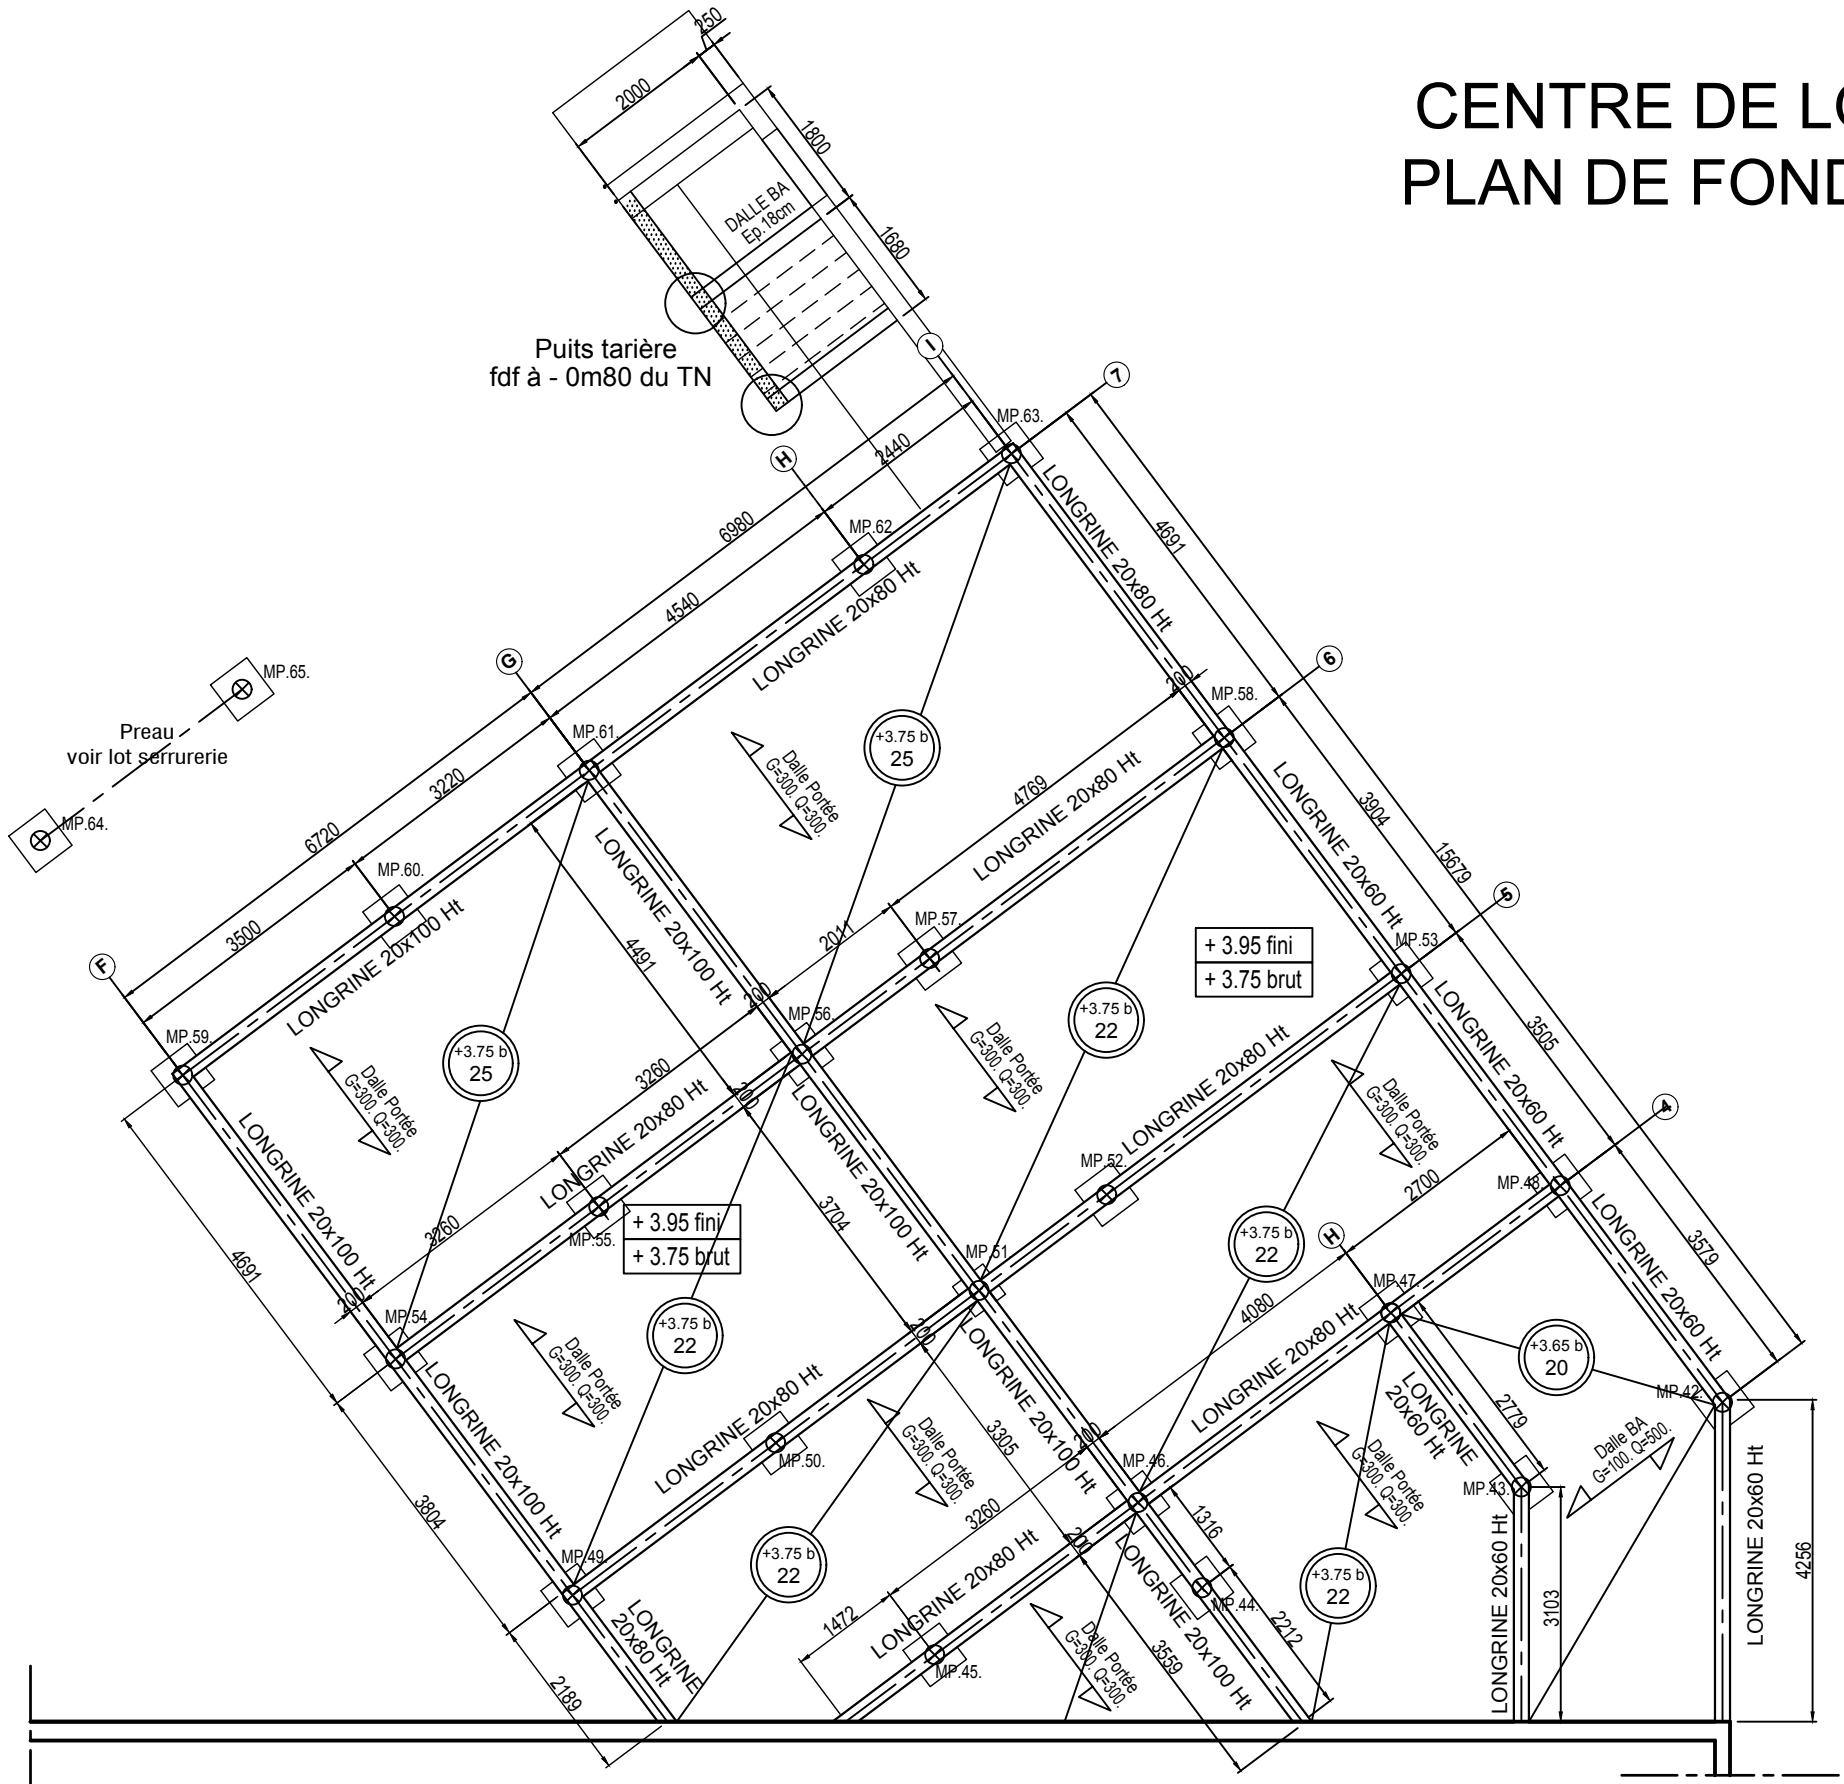 CENTRE DE LO
PLAN DE FOND
250
2000
1800
DALLE BA
Ep.18cm
1680
Puits tarière
fdf à - 0m80 du TN
I
7
MP.63.
2440
H
6980
MP.62.
4540
LONGRINE 20x80 Ht
LONGRINE 20x80 Ht
4691
G
6
MP.65.
Preau
voir lot serrurerie
MP.64.
MP.61.
200
MP.58.
3220
6720
+3.75 b
25
Dalle Portée
G=300. Q=300.
4769
LONGRINE 20x80 Ht
LONGRINE 20x60 Ht
3904
15679
MP.60.
3500
LONGRINE 20x100 Ht
LONGRINE 20x100 Ht
4491
2011
MP.57.
+ 3.95 fini
+ 3.75 brut
MP.53.
5
F
200
MP.56.
MP.59.
+3.75 b
25
+3.75 b
22
Dalle Portée
G=300. Q=300.
LONGRINE 20x60 Ht
3505
LONGRINE 20x80 Ht
Dalle Portée
G=300. Q=300.
3260
200
LONGRINE 20x80 Ht
Dalle Portée
G=300. Q=300.
4
LONGRINE 20x100 Ht
LONGRINE 20x100 Ht
MP.52.
2700
MP.48.
3260
MP.55.
+ 3.95 fini
+ 3.75 brut
3704
+3.75 b
22
H
LONGRINE 20x60 Ht
3579
4691
200
MP.54.
MP.51.
MP.47.
4080
+3.75 b
22
Dalle Portée
G=300. Q=300.
200
LONGRINE 20x80 Ht
+3.65 b
20
LONGRINE 20x100 Ht
LONGRINE 20x80 Ht
LONGRINE 20x100 Ht
LONGRINE
20x60 Ht
2779
MP.42.
3305
Dalle Portée
G=300. Q=300.
200
MP.50.
MP.46.
Dalle Portée
G=300. Q=300.
MP.43.
Dalle BA
G=100. Q=500.
3804
3260
1316
MP.49.
+3.75 b
22
200
LONGRINE 20x80 Ht
LONGRINE 20x100 Ht
MP.44.
+3.75 b
22
LONGRINE 20x60 Ht
3103
LONGRINE 20x60 Ht
4256
LONGRINE
20x80 Ht
1472
MP.45.
Dalle Portée
G=300. Q=300.
3559
2212
2189